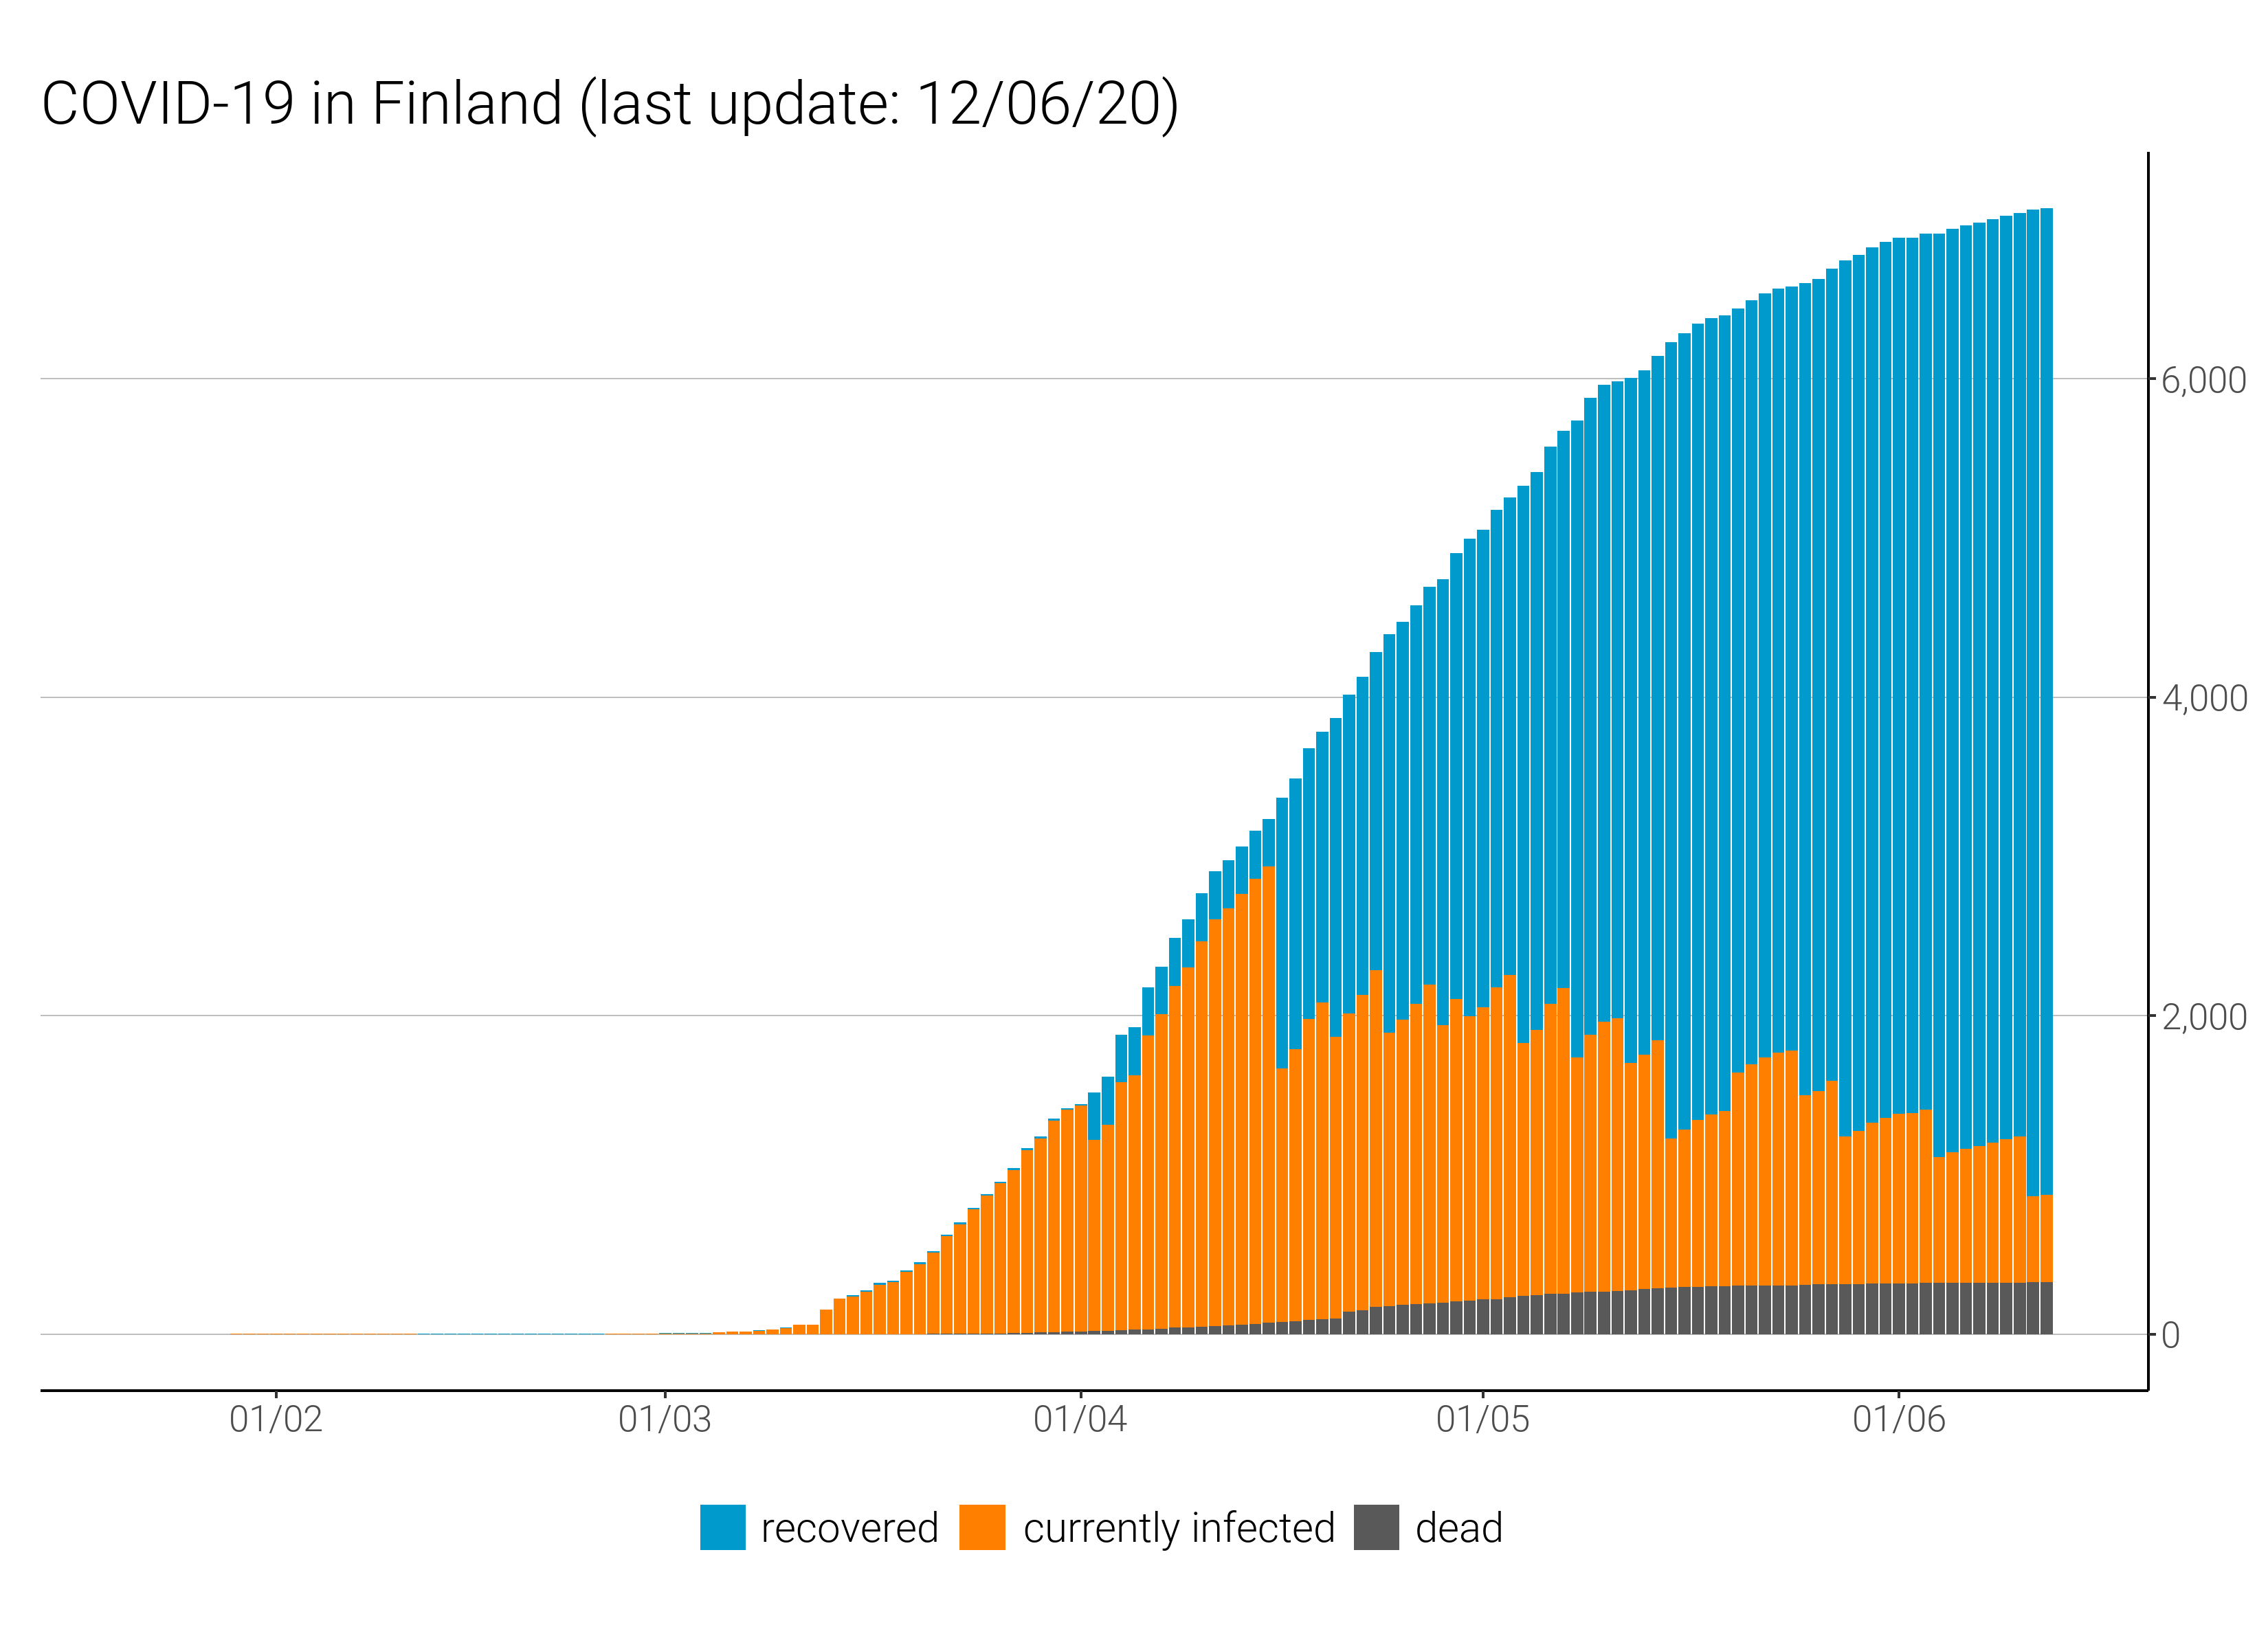 COVID-19 in Finland (last update: 12/06/20)
6,000
4,000
2,000
0
01/02 01/03 01/04 01/05 01/06
recovered currently infected dead